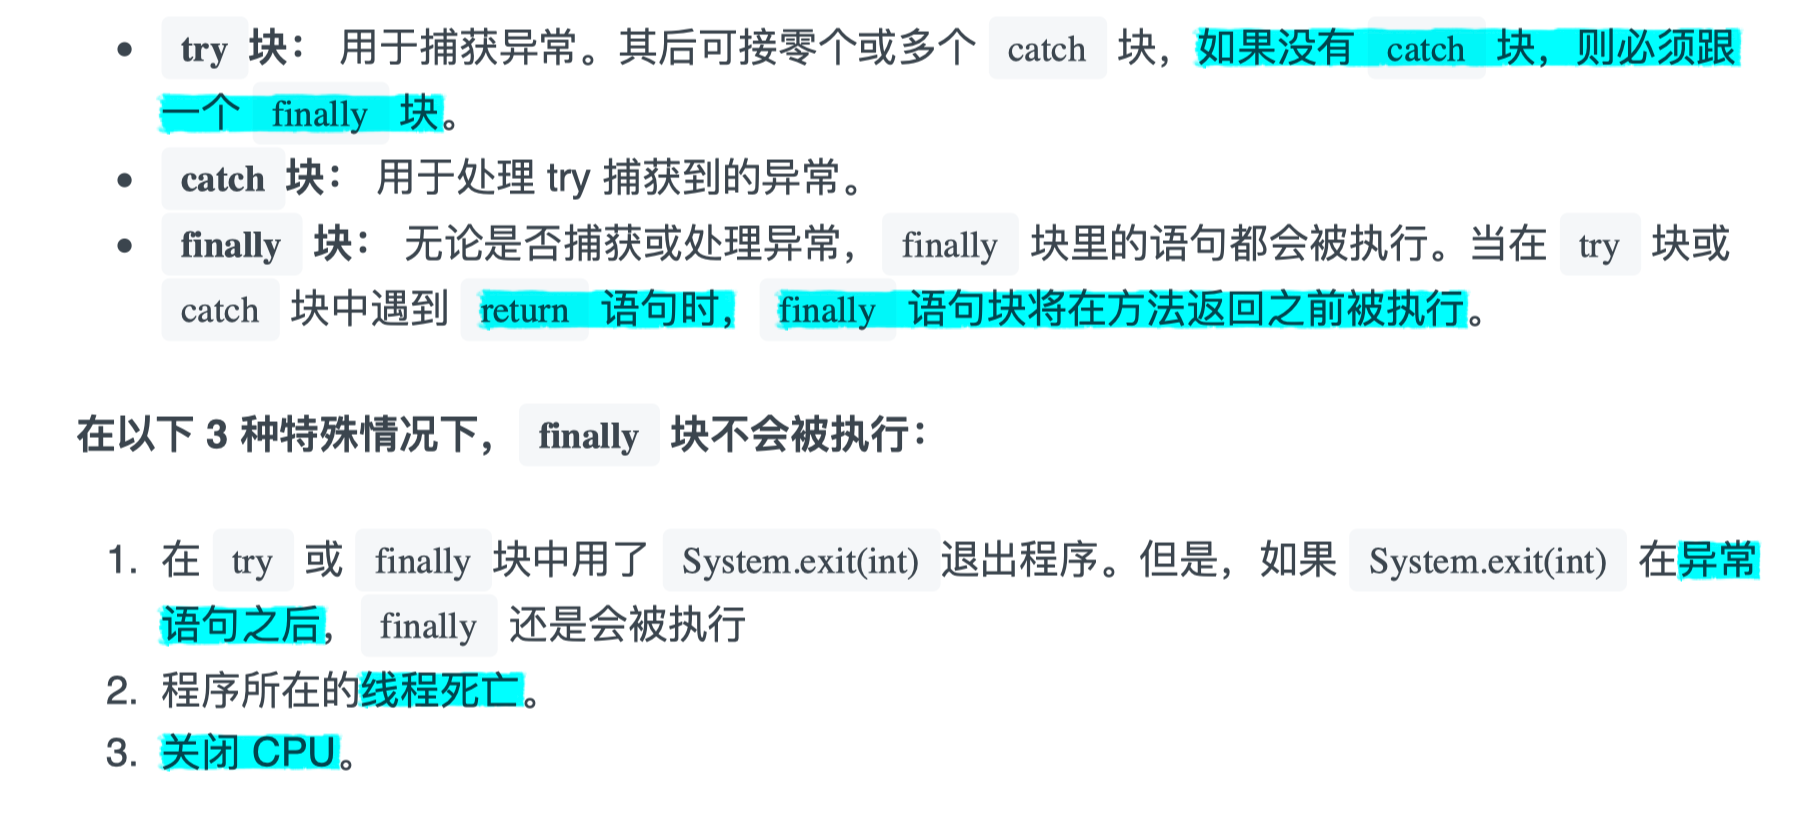 • try 块： 用于捕获异常。其后可接零个或多个 catch 块，如果没有 catch 块，则必须跟
一个 finally 块。
• catch 块： 用于处理 try 捕获到的异常。
• finally 块： 无论是否捕获或处理异常， finally 块里的语句都会被执行。当在 try 块或
catch 块中遇到 return 语句时， finally 语句块将在方法返回之前被执行。
在以下 3 种特殊情况下， finally 块不会被执行：
1. 在 try 或 finally 块中用了 System.exit(int) 退出程序。但是，如果 System.exit(int) 在异常
语句之后， finally 还是会被执行
2. 程序所在的线程死亡。
3. 关闭 CPU。